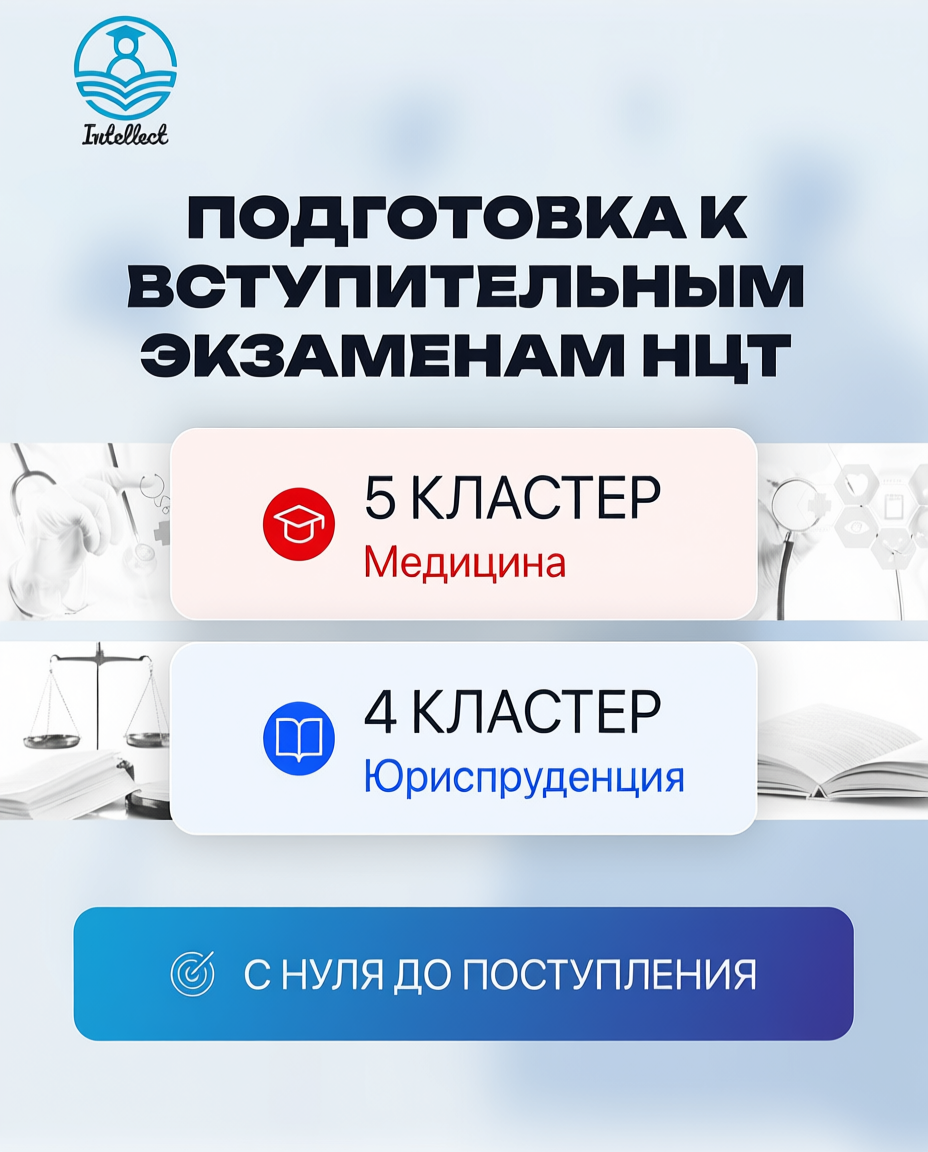 Intellect
ПОДГОТОВКА К
ВСТУПИТЕЛЬНЫМ
ЭКЗАМЕНАМ НЦТ
5 КЛАСТЕР
Медицина
4 КЛАСТЕР
Юриспруденция
С НУЛЯ ДО ПОСТУПЛЕНИЯ